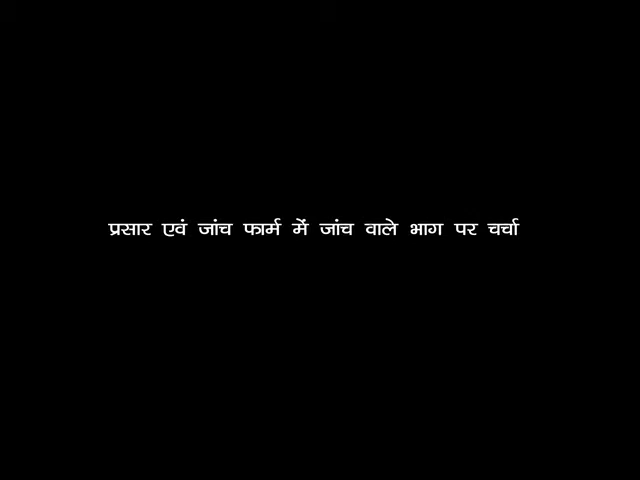 प्रसार एवं जांच फार्म में जांच वाले भाग पर चर्चा